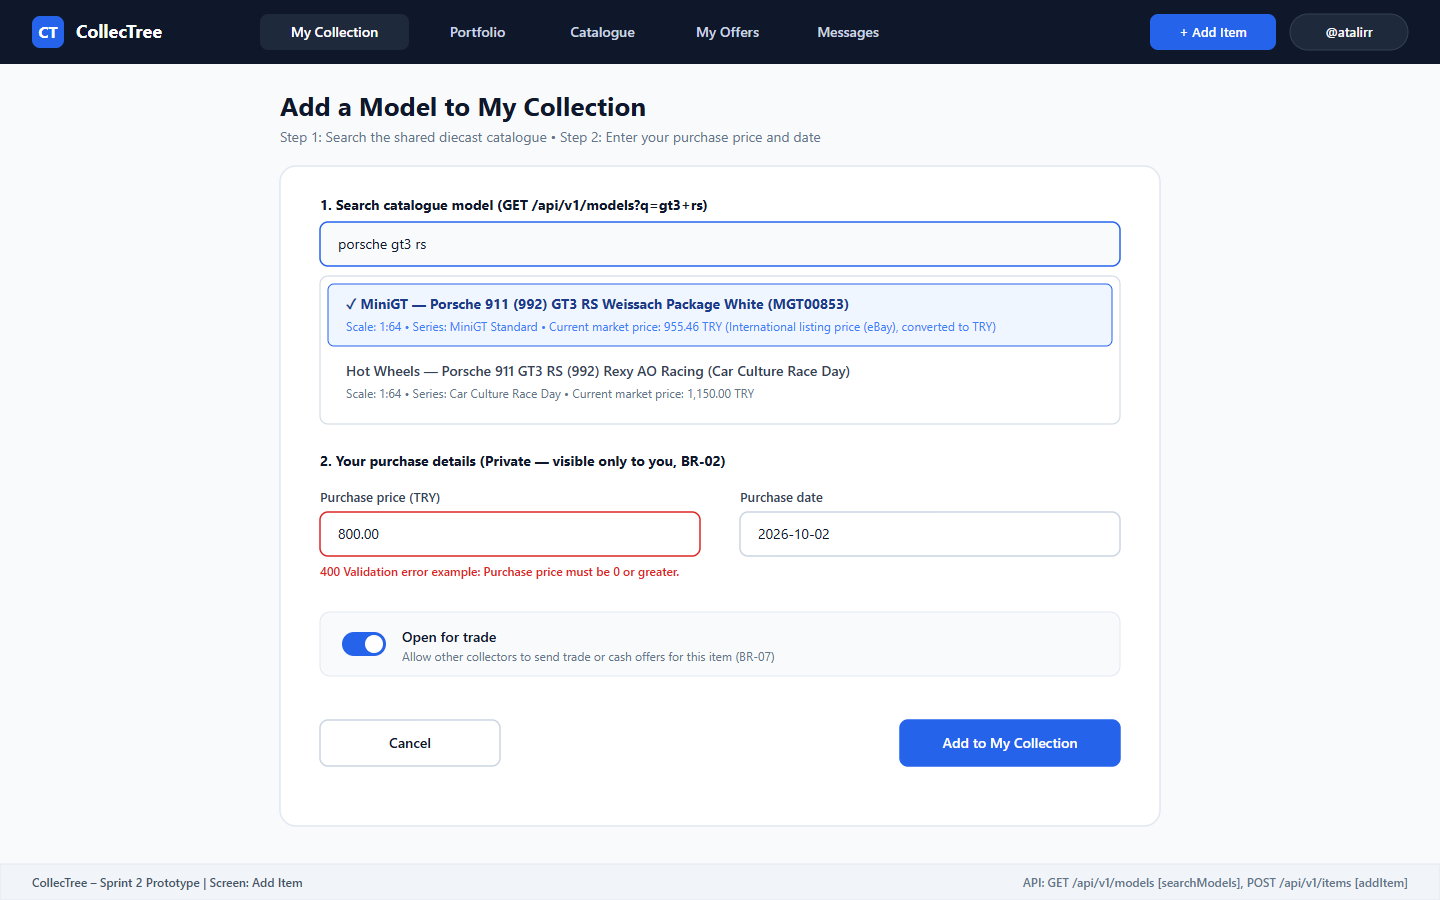 CT CollecTree My Collection Portfolio Catalogue My Offers Messages + Add Item @atalirr
Add a Model to My Collection
Step 1: Search the shared diecast catalogue • Step 2: Enter your purchase price and date
1. Search catalogue model (GET /api/v1/models?q=gt3+rs)
porsche gt3 rs
✓ MiniGT — Porsche 911 (992) GT3 RS Weissach Package White (MGT00853)
Scale: 1:64 • Series: MiniGT Standard • Current market price: 955.46 TRY (International listing price (eBay), converted to TRY)
Hot Wheels — Porsche 911 GT3 RS (992) Rexy AO Racing (Car Culture Race Day)
Scale: 1:64 • Series: Car Culture Race Day • Current market price: 1,150.00 TRY
2. Your purchase details (Private — visible only to you, BR-02)
Purchase price (TRY) Purchase date
800.00 2026-10-02
400 Validation error example: Purchase price must be 0 or greater.
Open for trade
Allow other collectors to send trade or cash offers for this item (BR-07)
Cancel Add to My Collection
CollecTree – Sprint 2 Prototype | Screen: Add Item API: GET /api/v1/models [searchModels], POST /api/v1/items [addItem]